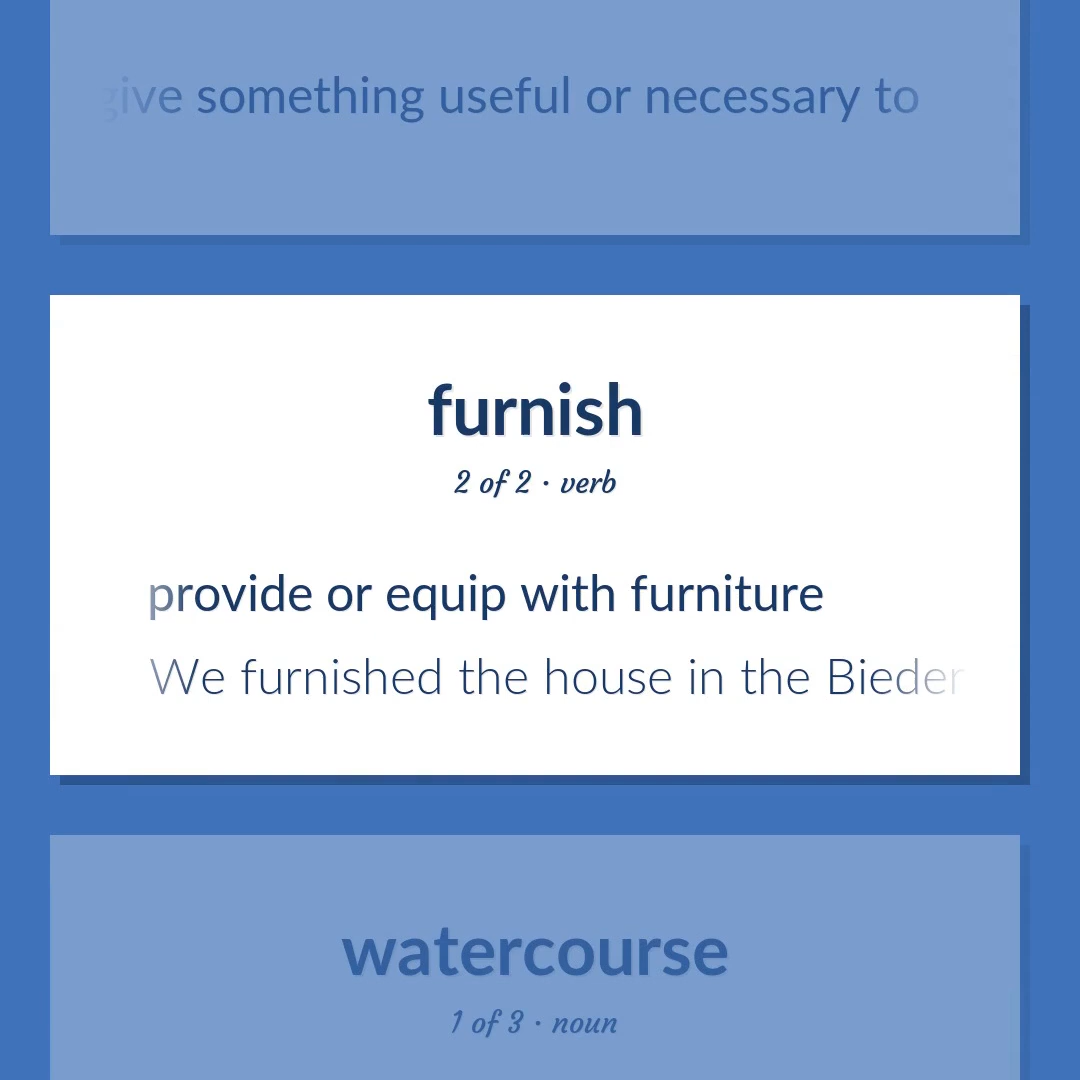 give something useful or necessary to
furnish
2 of 2 · verb
provide or equip with furniture
We furnished the house in the Bieder
watercourse
1 of 3 · noun